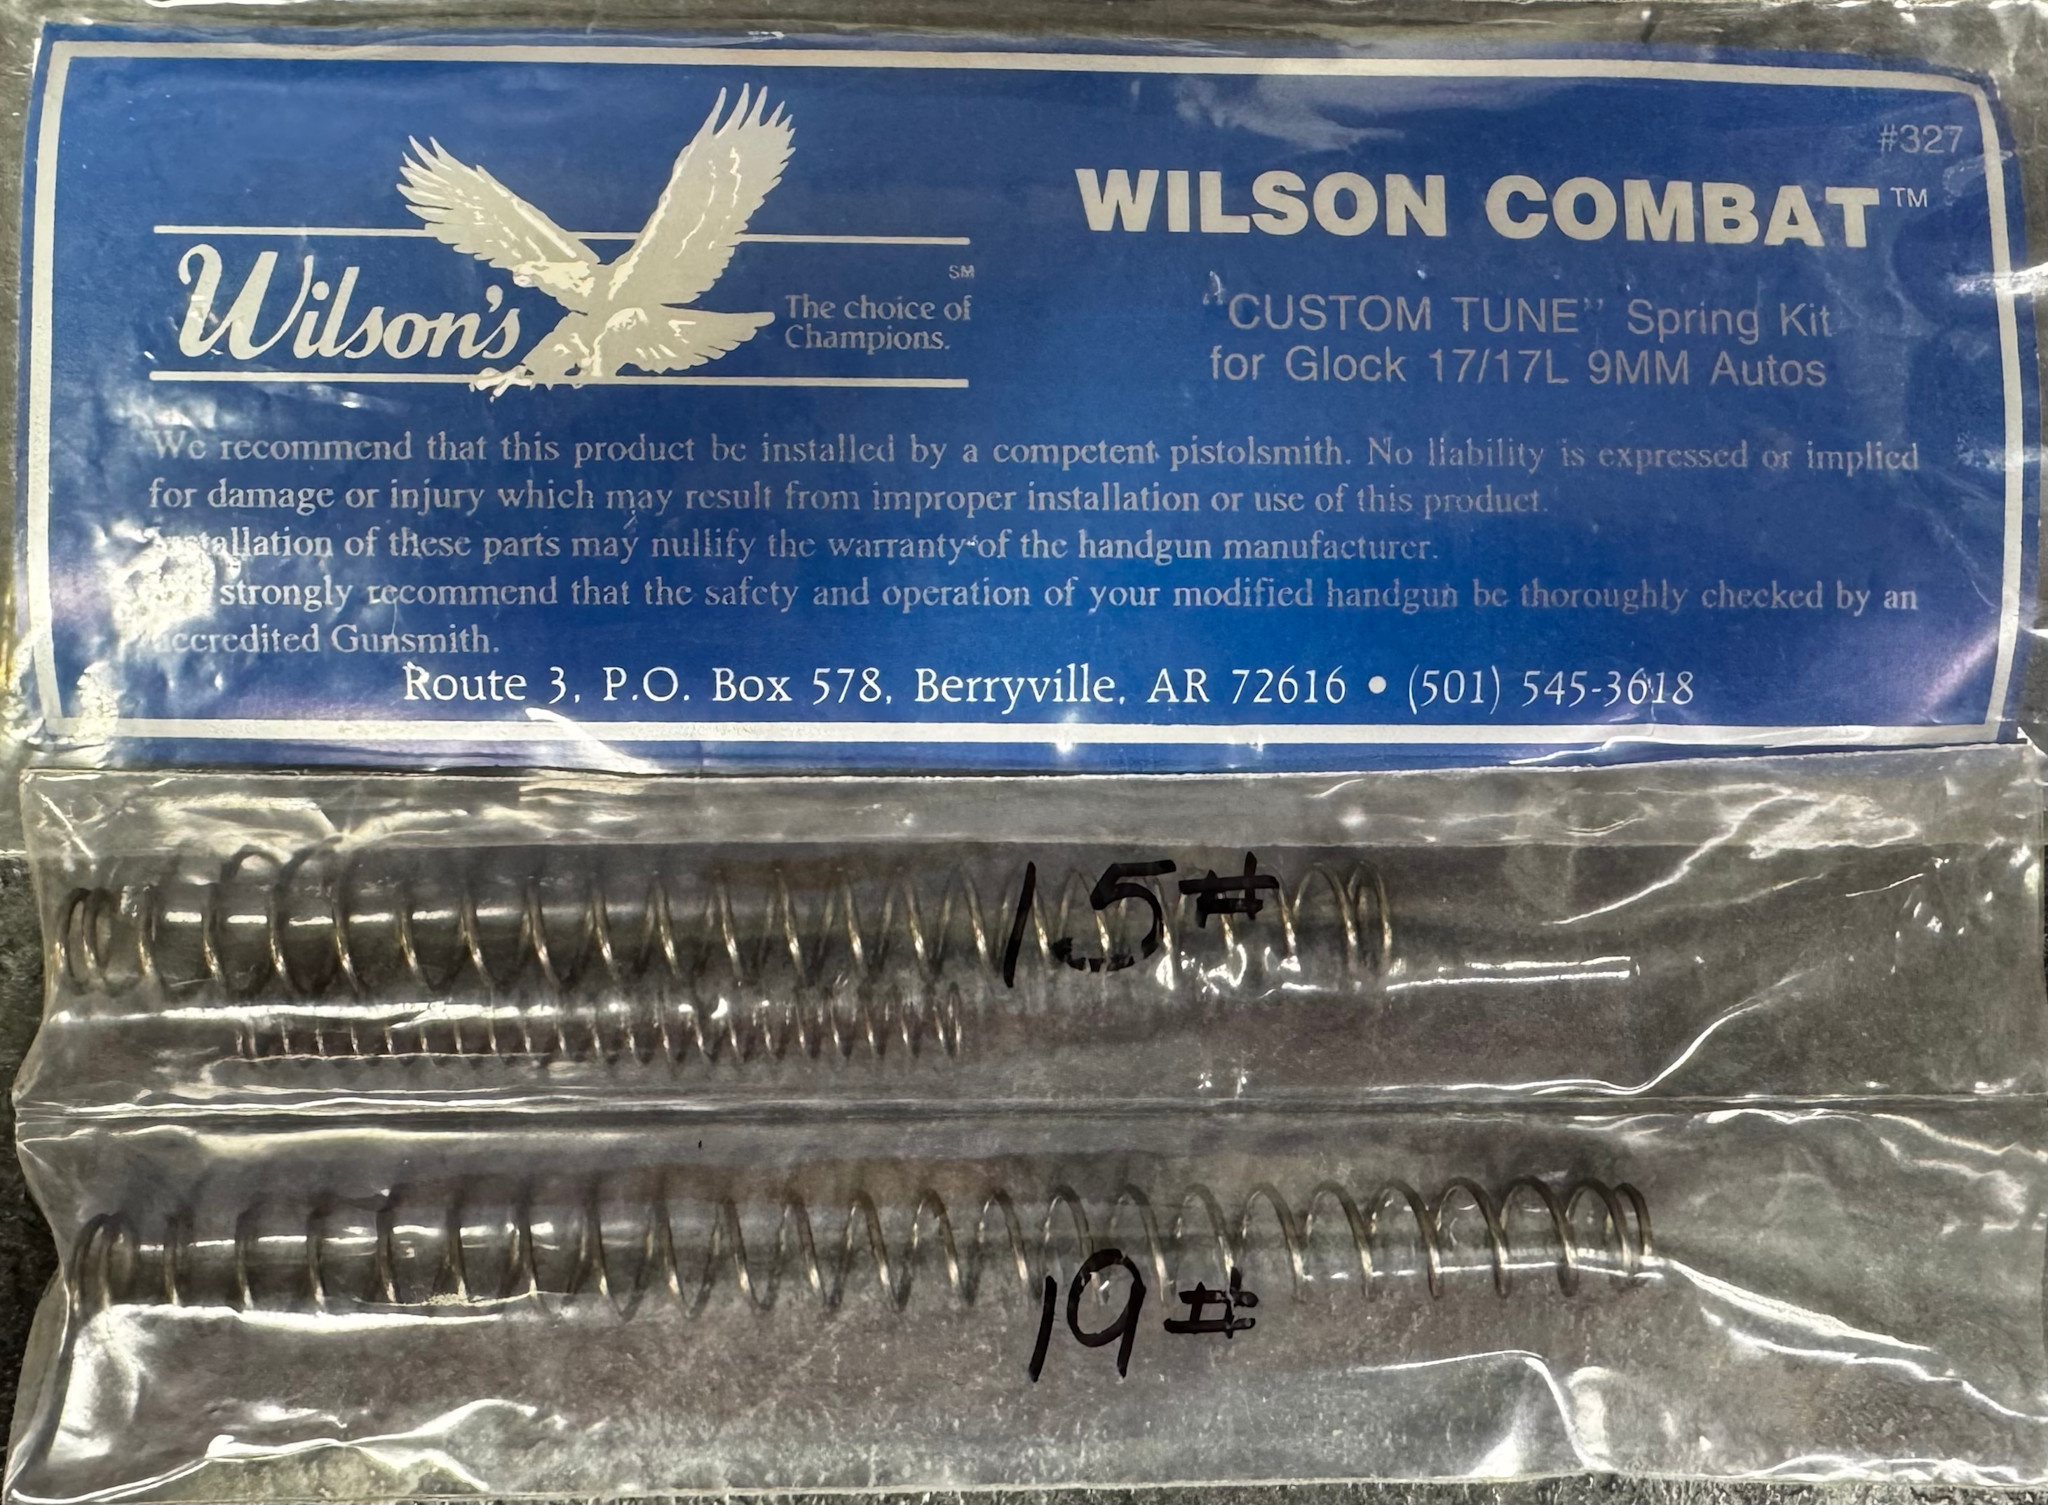 #327
Wilson's
SM
The choice of
Champions.
WILSON COMBAT™
"CUSTOM TUNE" Spring Kit
for Glock 17/17L 9MM Autos
We recommend that this product be installed by a competent pistolsmith. No liability is expressed or implied
for damage or injury which may result from improper installation or use of this product.
Installation of these parts may nullify the warranty of the handgun manufacturer.
strongly recommend that the safety and operation of your modified handgun be thoroughly checked by an
accredited Gunsmith.
Route 3, P.O. Box 578, Berryville, AR 72616 • (501) 545-3618
15#
19#